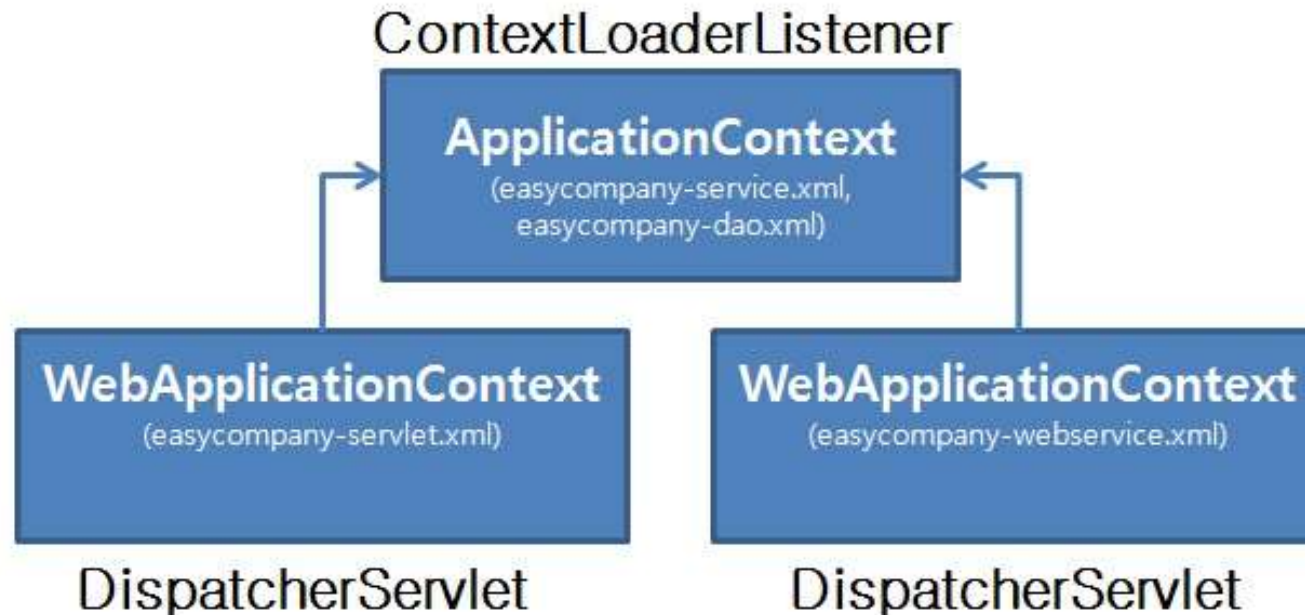 ContextLoaderListener
ApplicationContext
(easycompany-service.xml,
easycompany-dao.xml)
WebApplicationContext
(easycompany-servlet.xml)
WebApplicationContext
(easycompany-webservice.xml)
DispatcherServlet
DispatcherServlet